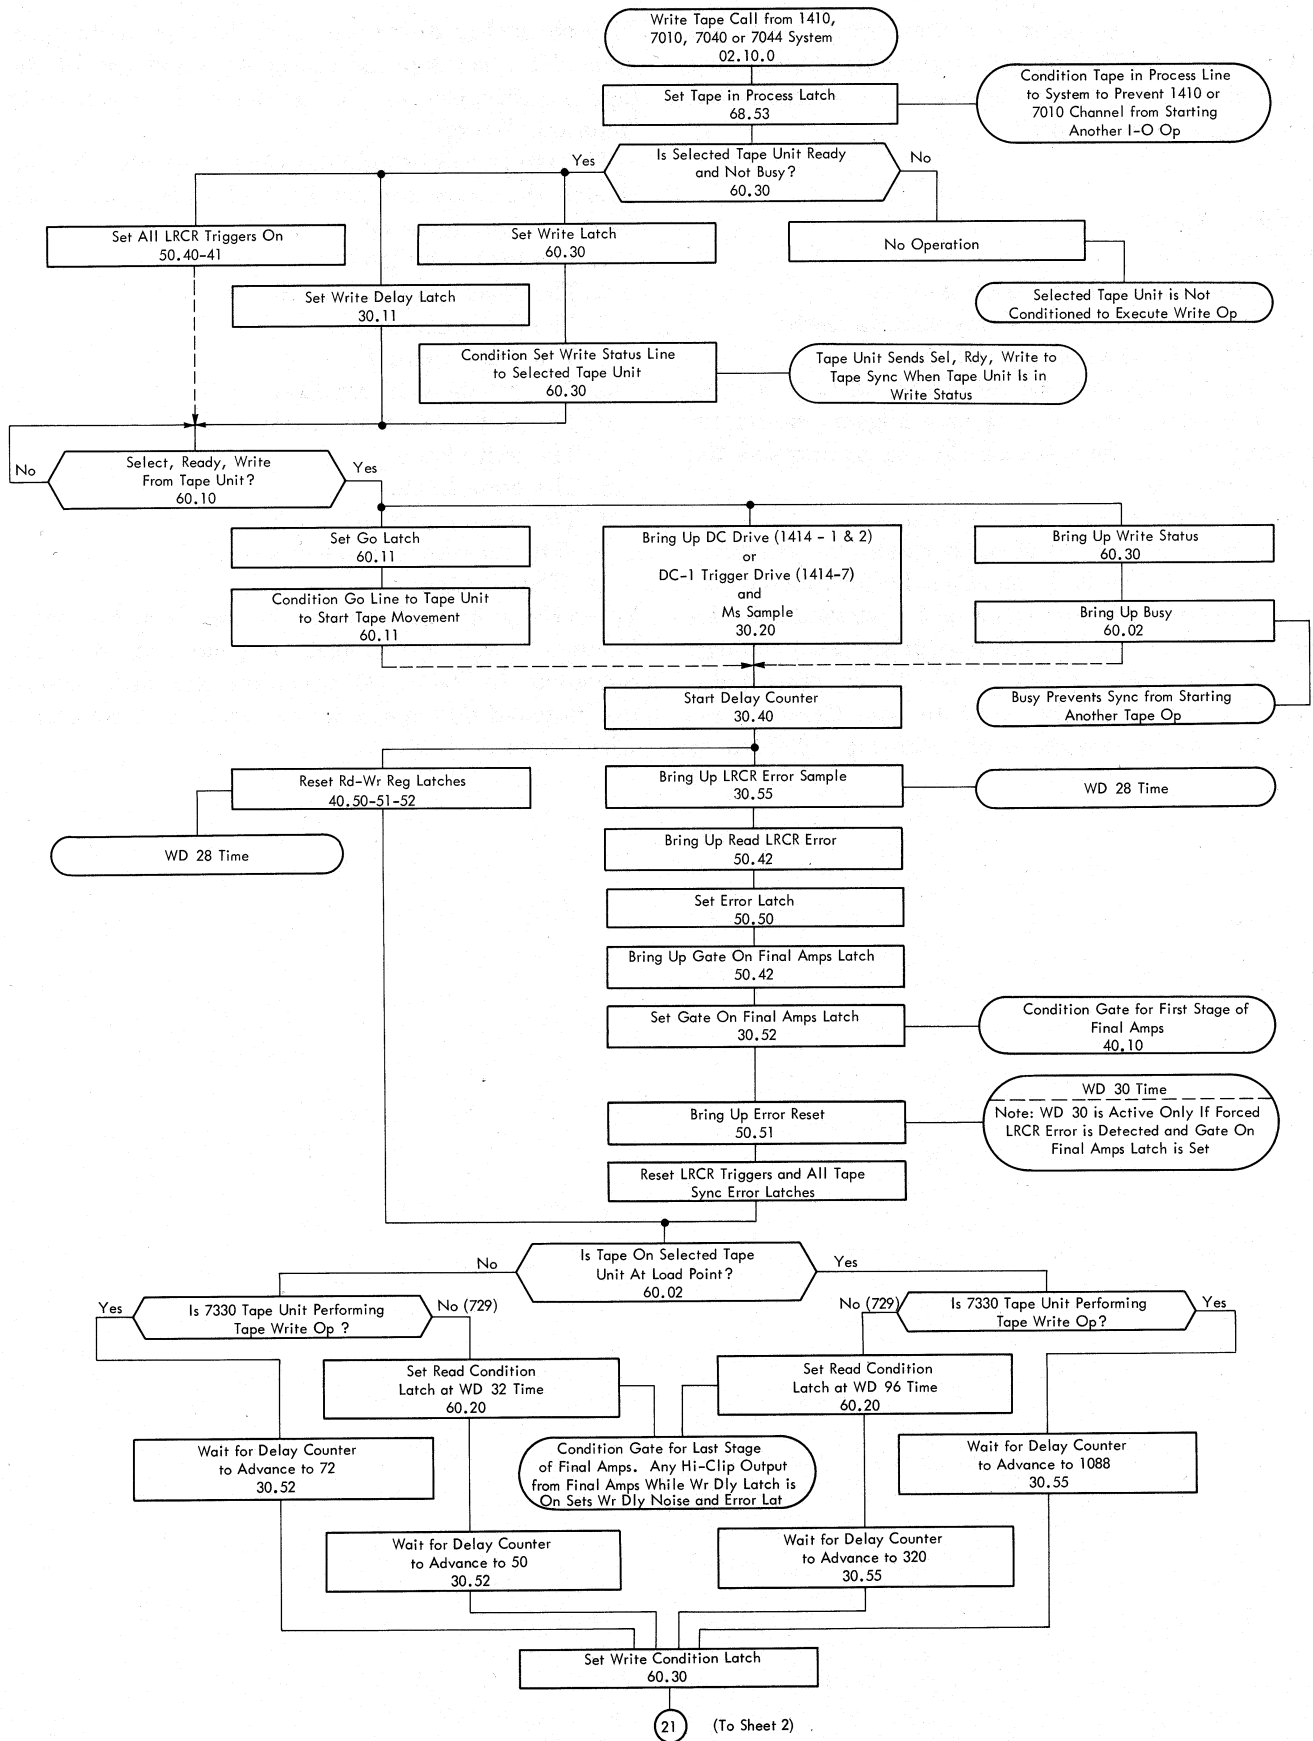 Write Tape Call from 1410,
7010, 7040 or 7044 System
02.10.0
Set Tape in Process Latch
68.53
Condition Tape in Process Line
to System to Prevent 1410 or
7010 Channel from Starting
Another I-O Op
Is Selected Tape Unit Ready
and Not Busy?
60.30
Yes
No
Set All LRCR Triggers On
50.40-41
Set Write Latch
60.30
No Operation
Set Write Delay Latch
30.11
Selected Tape Unit is Not
Conditioned to Execute Write Op
Condition Set Write Status Line
to Selected Tape Unit
60.30
Tape Unit Sends Sel, Rdy, Write to
Tape Sync When Tape Unit Is in
Write Status
No
Select, Ready, Write
From Tape Unit?
60.10
Yes
Set Go Latch
60.11
Bring Up DC Drive (1414 - 1 & 2)
or
DC-1 Trigger Drive (1414-7)
and
Ms Sample
30.20
Bring Up Write Status
60.30
Condition Go Line to Tape Unit
to Start Tape Movement
60.11
Bring Up Busy
60.02
Start Delay Counter
30.40
Busy Prevents Sync from Starting
Another Tape Op
Reset Rd-Wr Reg Latches
40.50-51-52
Bring Up LRCR Error Sample
30.55
WD 28 Time
WD 28 Time
Bring Up Read LRCR Error
50.42
Set Error Latch
50.50
Bring Up Gate On Final Amps Latch
50.42
Set Gate On Final Amps Latch
30.52
Condition Gate for First Stage of
Final Amps
40.10
Bring Up Error Reset
50.51
WD 30 Time
Note: WD 30 is Active Only If Forced
LRCR Error is Detected and Gate On
Final Amps Latch is Set
Reset LRCR Triggers and All Tape
Sync Error Latches
No
Is Tape On Selected Tape
Unit At Load Point?
60.02
Yes
Yes
Is 7330 Tape Unit Performing
Tape Write Op ?
No (729)
No (729)
Is 7330 Tape Unit Performing
Tape Write Op?
Yes
Set Read Condition
Latch at WD 32 Time
60.20
Set Read Condition
Latch at WD 96 Time
60.20
Wait for Delay Counter
to Advance to 72
30.52
Condition Gate for Last Stage
of Final Amps. Any Hi-Clip Output
from Final Amps While Wr Dly Latch is
On Sets Wr Dly Noise and Error Lat
Wait for Delay Counter
to Advance to 1088
30.55
Wait for Delay Counter
to Advance to 50
30.52
Wait for Delay Counter
to Advance to 320
30.55
Set Write Condition Latch
60.30
21 (To Sheet 2)